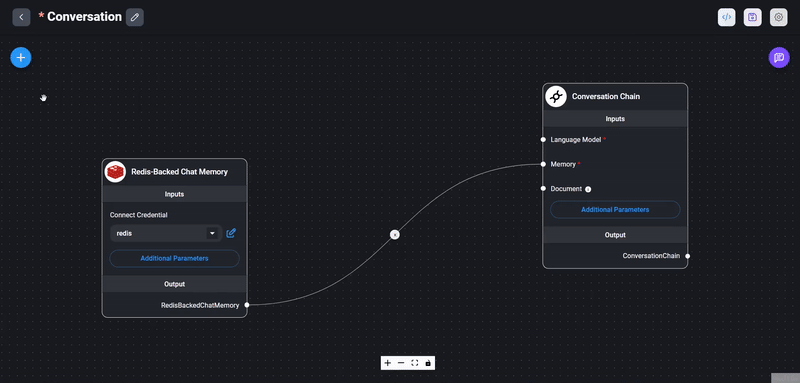 * Conversation
Redis-Backed Chat Memory
Inputs
Connect Credential
redis
Additional Parameters
Output
RedisBackedChatMemory
Conversation Chain
Inputs
Language Model *
Memory *
Document
Additional Parameters
Output
ConversationChain